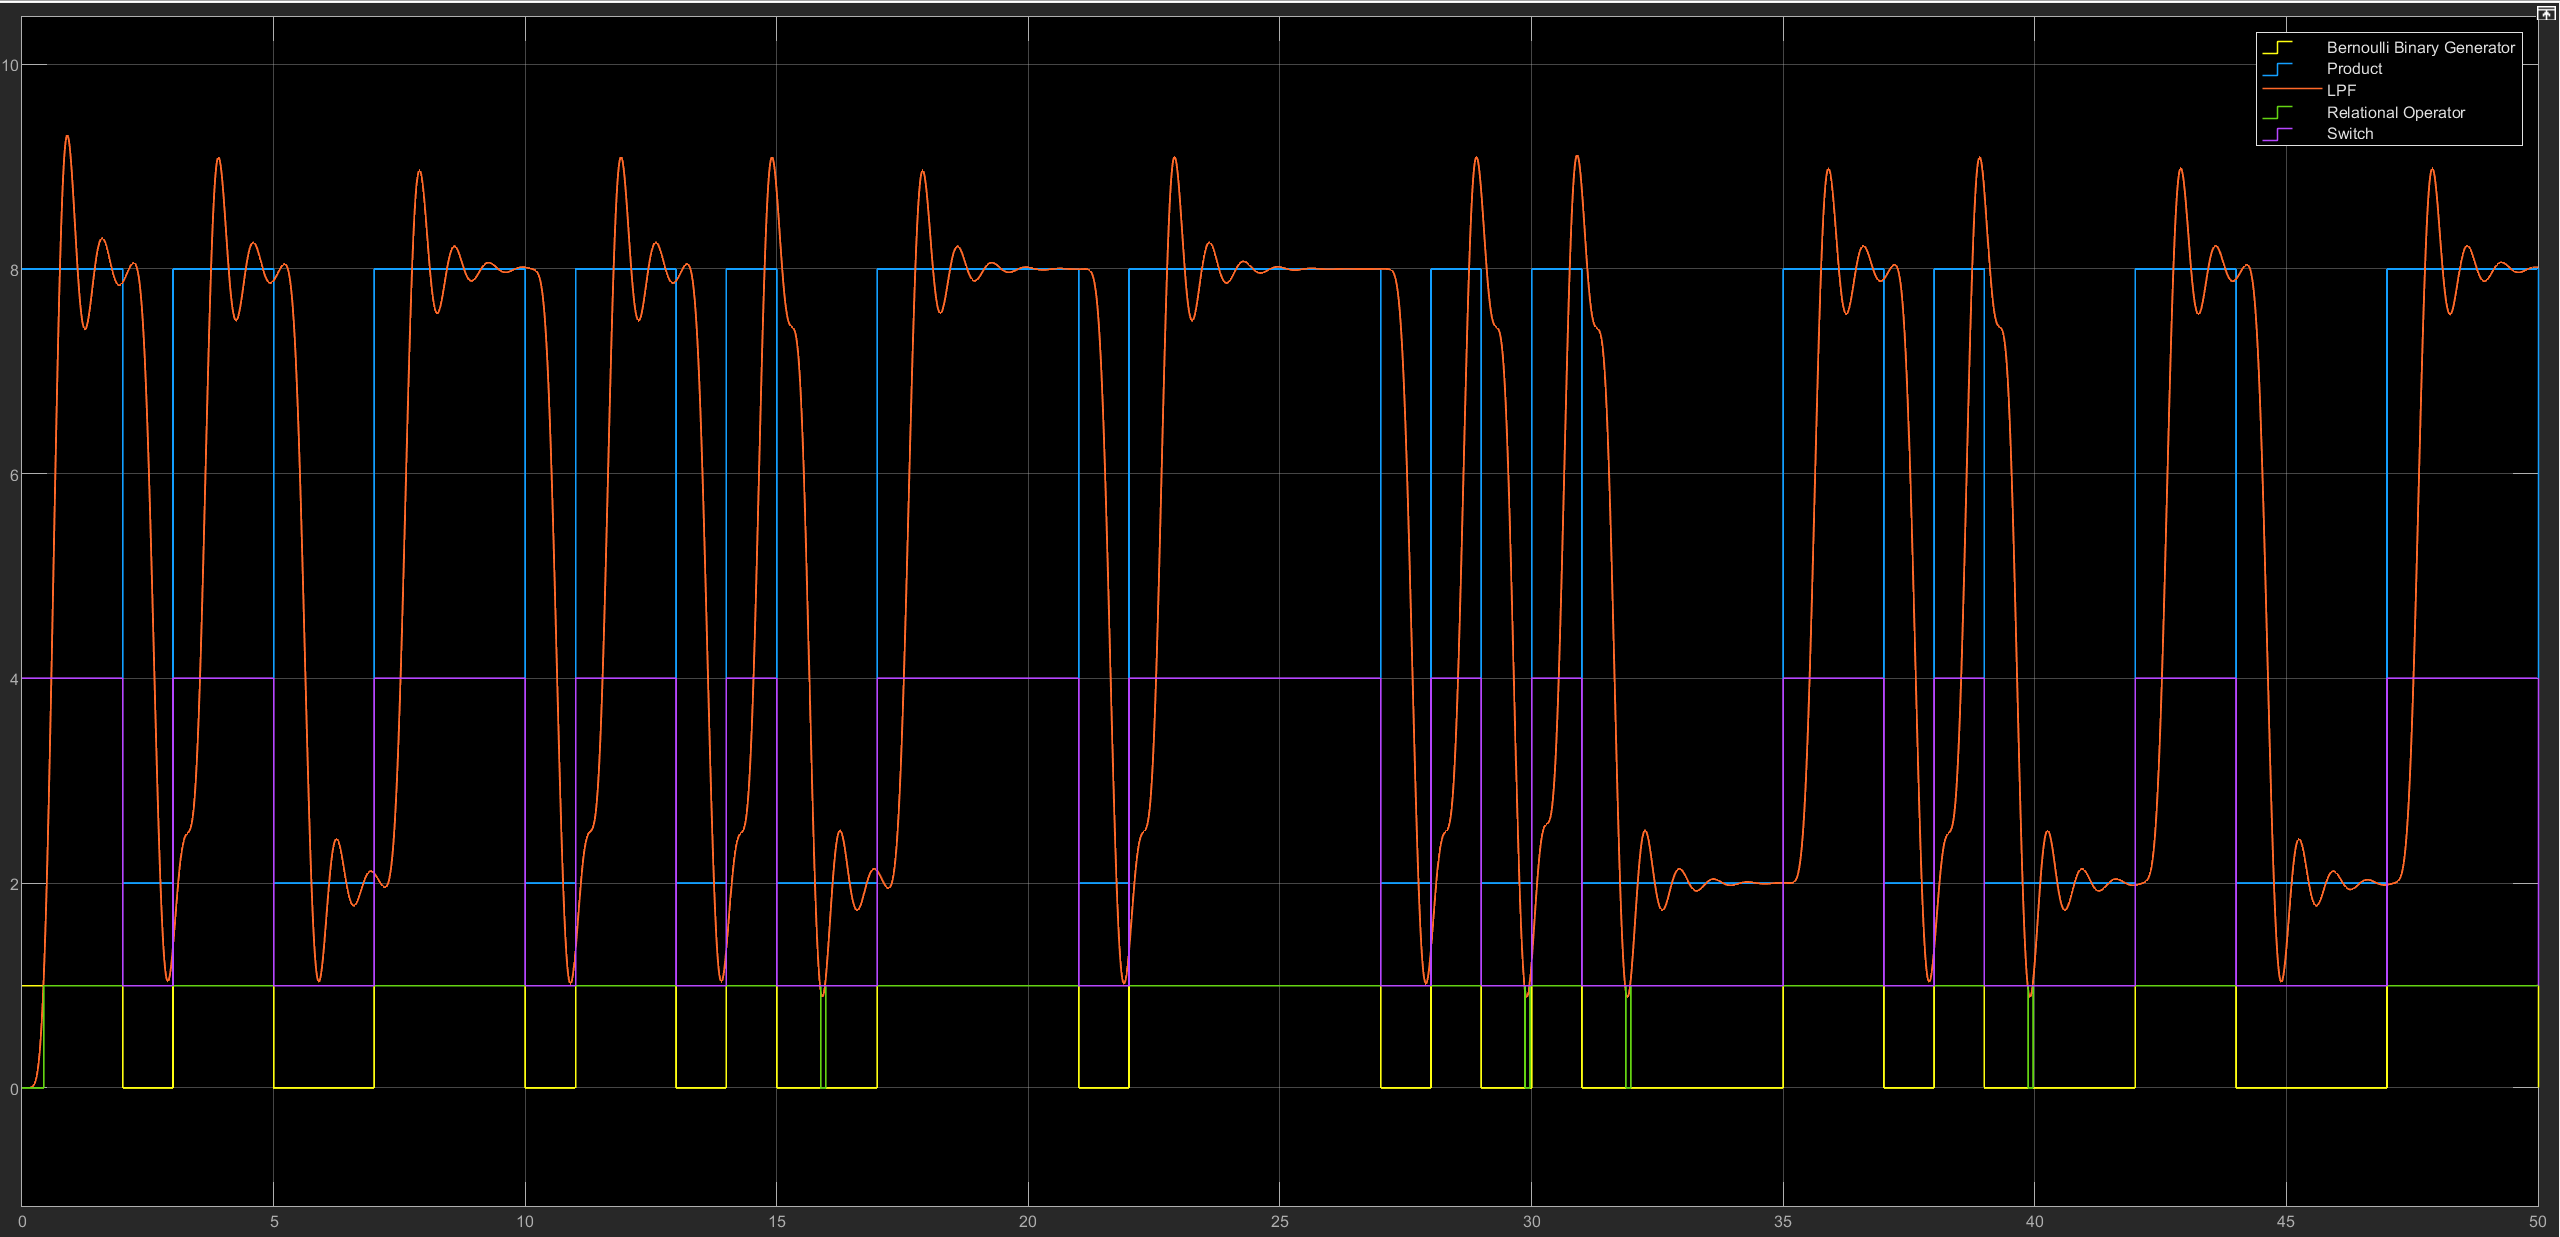 Bernoulli Binary Generator
Product
LPF
Relational Operator
Switch
10
8
6
4
2
0
0 5 10 15 20 25 30 35 40 45 50